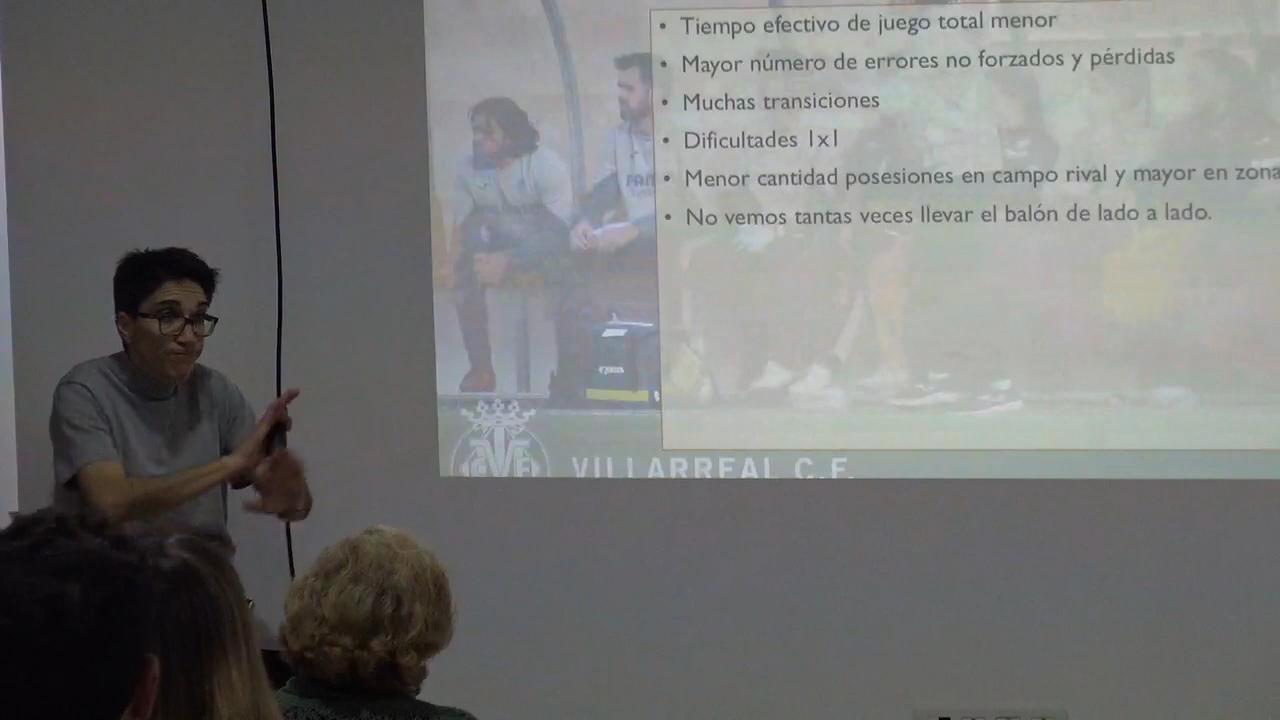 • Tiempo efectivo de juego total menor
• Mayor número de errores no forzados y pérdidas
• Muchas transiciones
• Dificultades 1x1
• Menor cantidad posesiones en campo rival y mayor en zona
• No vemos tantas veces llevar el balón de lado a lado.
VILLARREAL C.F.